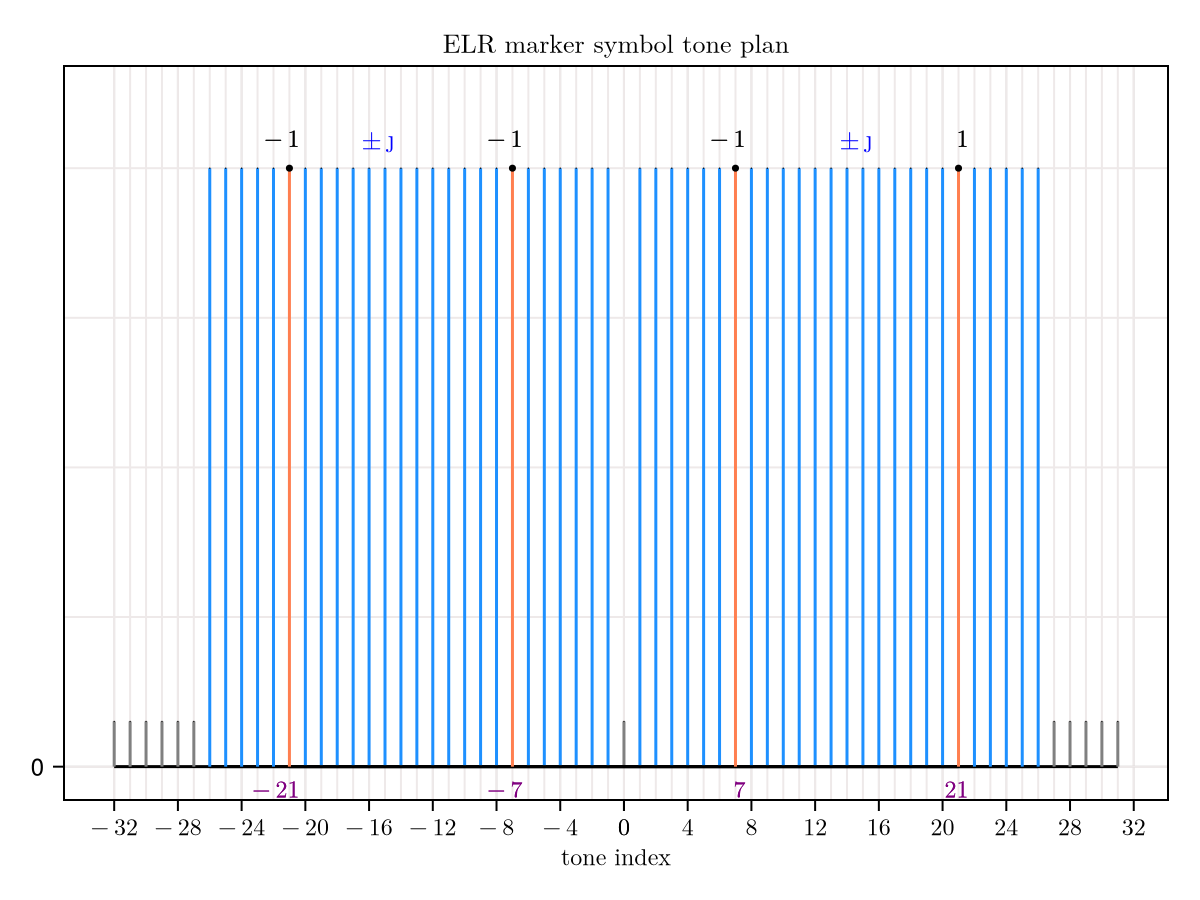 ELR marker symbol tone plan
−1 ±ȷ −1 −1 ±ȷ 1
0
−21 −7 7 21
−32 −28 −24 −20 −16 −12 −8 −4 0 4 8 12 16 20 24 28 32
tone index